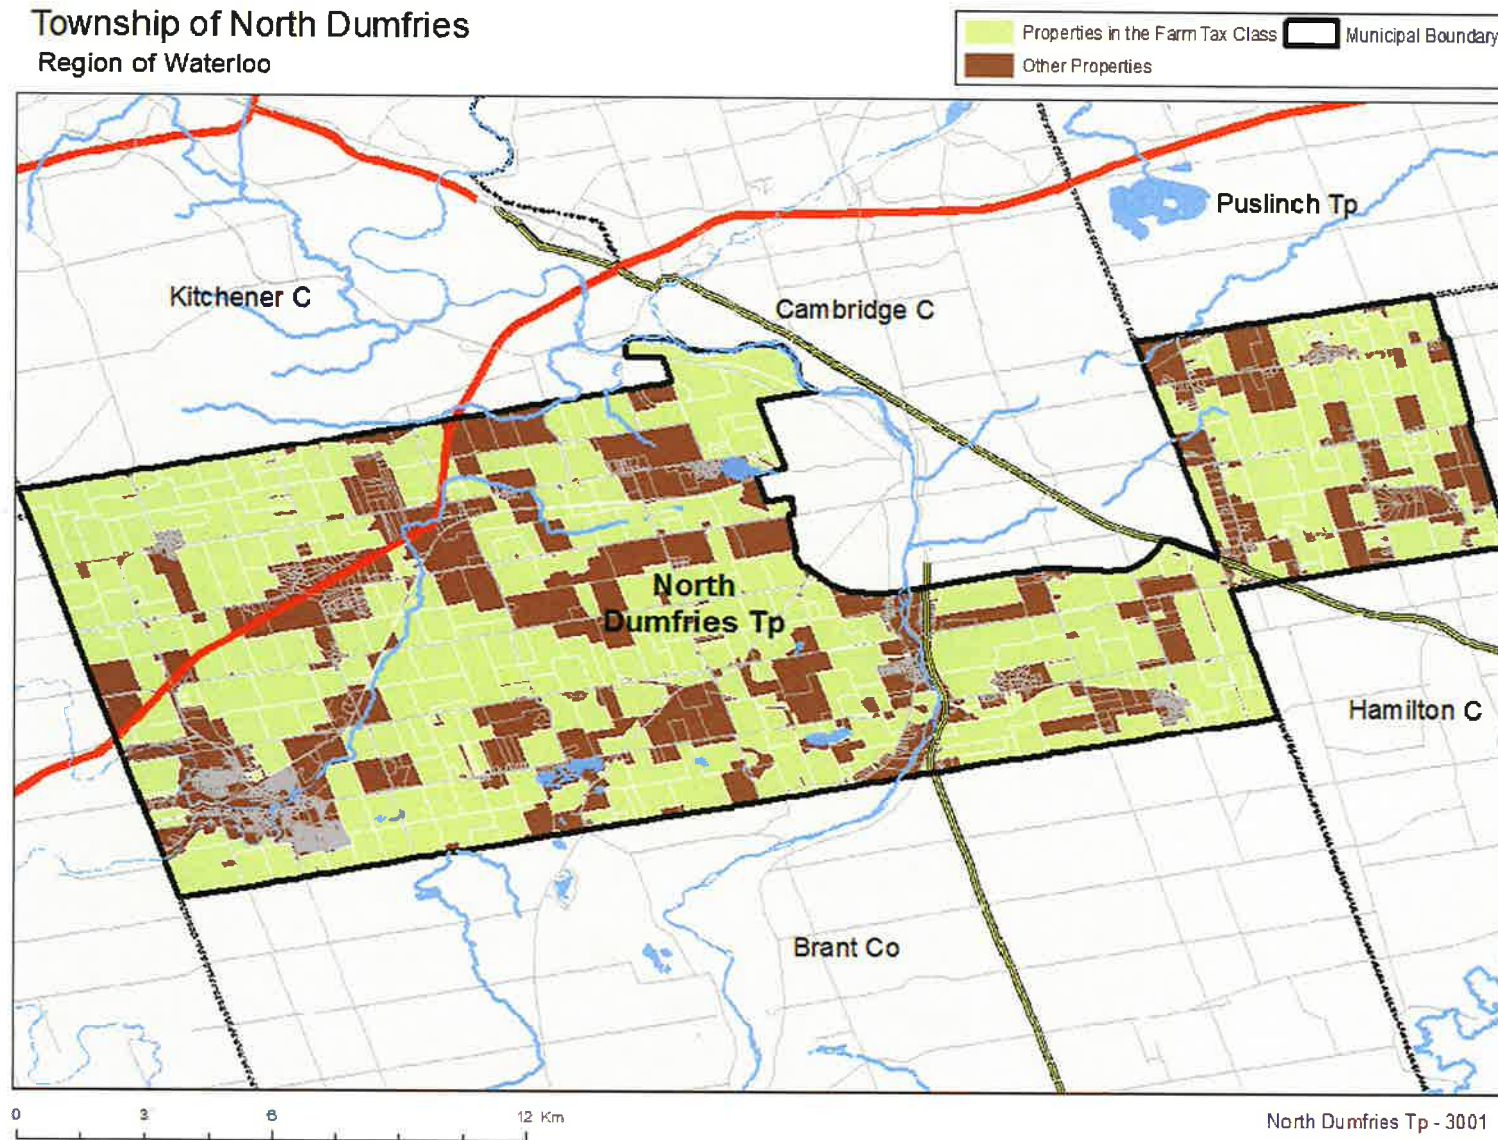 Township of North Dumfries
Region of Waterloo
Properties in the Farm Tax Class
Municipal Boundary
Other Properties
Puslinch Tp
Kitchener C
Cambridge C
North
Dumfries Tp
Hamilton C
Brant Co
0 3 6 12 Km
North Dumfries Tp - 3001